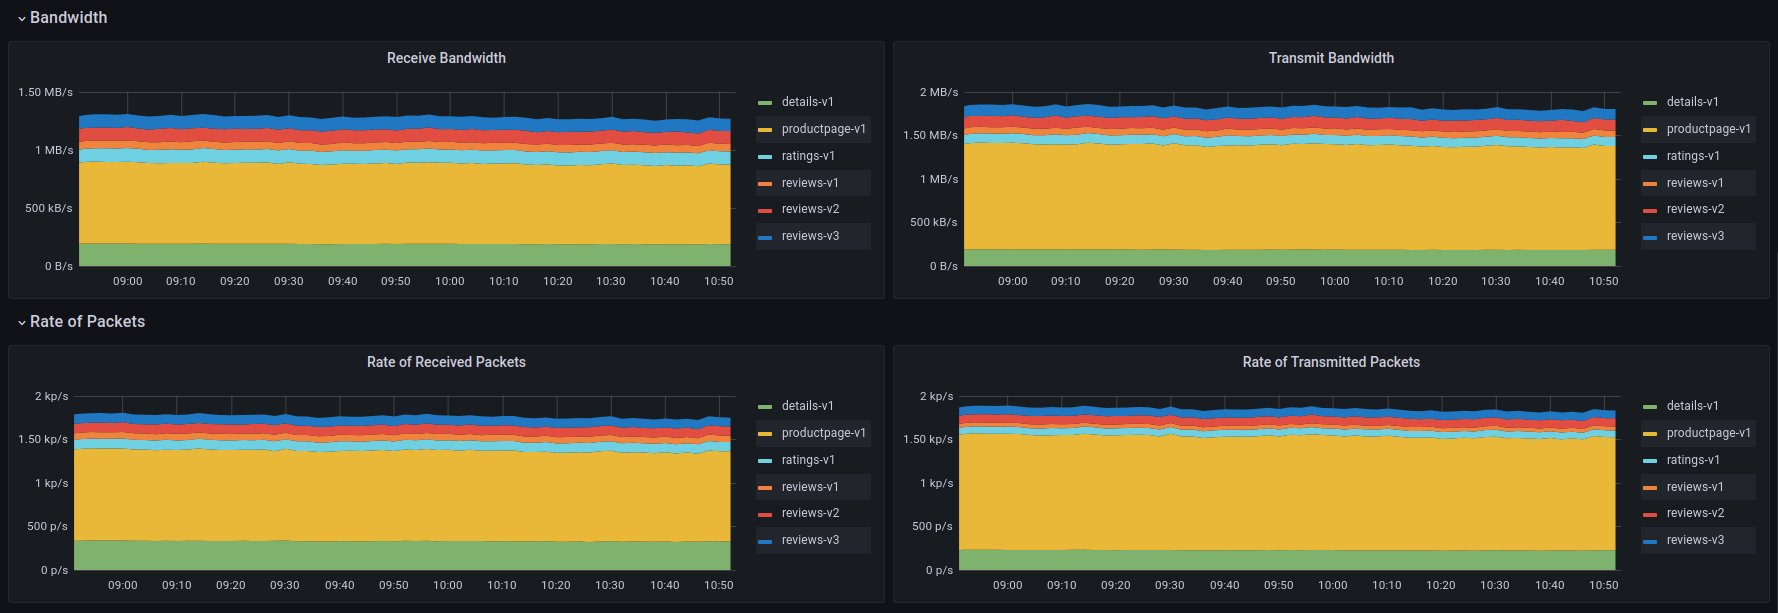 Bandwidth
Receive Bandwidth
1.50 MB/s
1 MB/s
500 kB/s
0 B/s
09:00 09:10 09:20 09:30 09:40 09:50 10:00 10:10 10:20 10:30 10:40 10:50
details-v1
productpage-v1
ratings-v1
reviews-v1
reviews-v2
reviews-v3
Transmit Bandwidth
2 MB/s
1.50 MB/s
1 MB/s
500 kB/s
0 B/s
09:00 09:10 09:20 09:30 09:40 09:50 10:00 10:10 10:20 10:30 10:40 10:50
details-v1
productpage-v1
ratings-v1
reviews-v1
reviews-v2
reviews-v3
Rate of Packets
Rate of Received Packets
2 kp/s
1.50 kp/s
1 kp/s
500 p/s
0 p/s
09:00 09:10 09:20 09:30 09:40 09:50 10:00 10:10 10:20 10:30 10:40 10:50
details-v1
productpage-v1
ratings-v1
reviews-v1
reviews-v2
reviews-v3
Rate of Transmitted Packets
2 kp/s
1.50 kp/s
1 kp/s
500 p/s
0 p/s
09:00 09:10 09:20 09:30 09:40 09:50 10:00 10:10 10:20 10:30 10:40 10:50
details-v1
productpage-v1
ratings-v1
reviews-v1
reviews-v2
reviews-v3